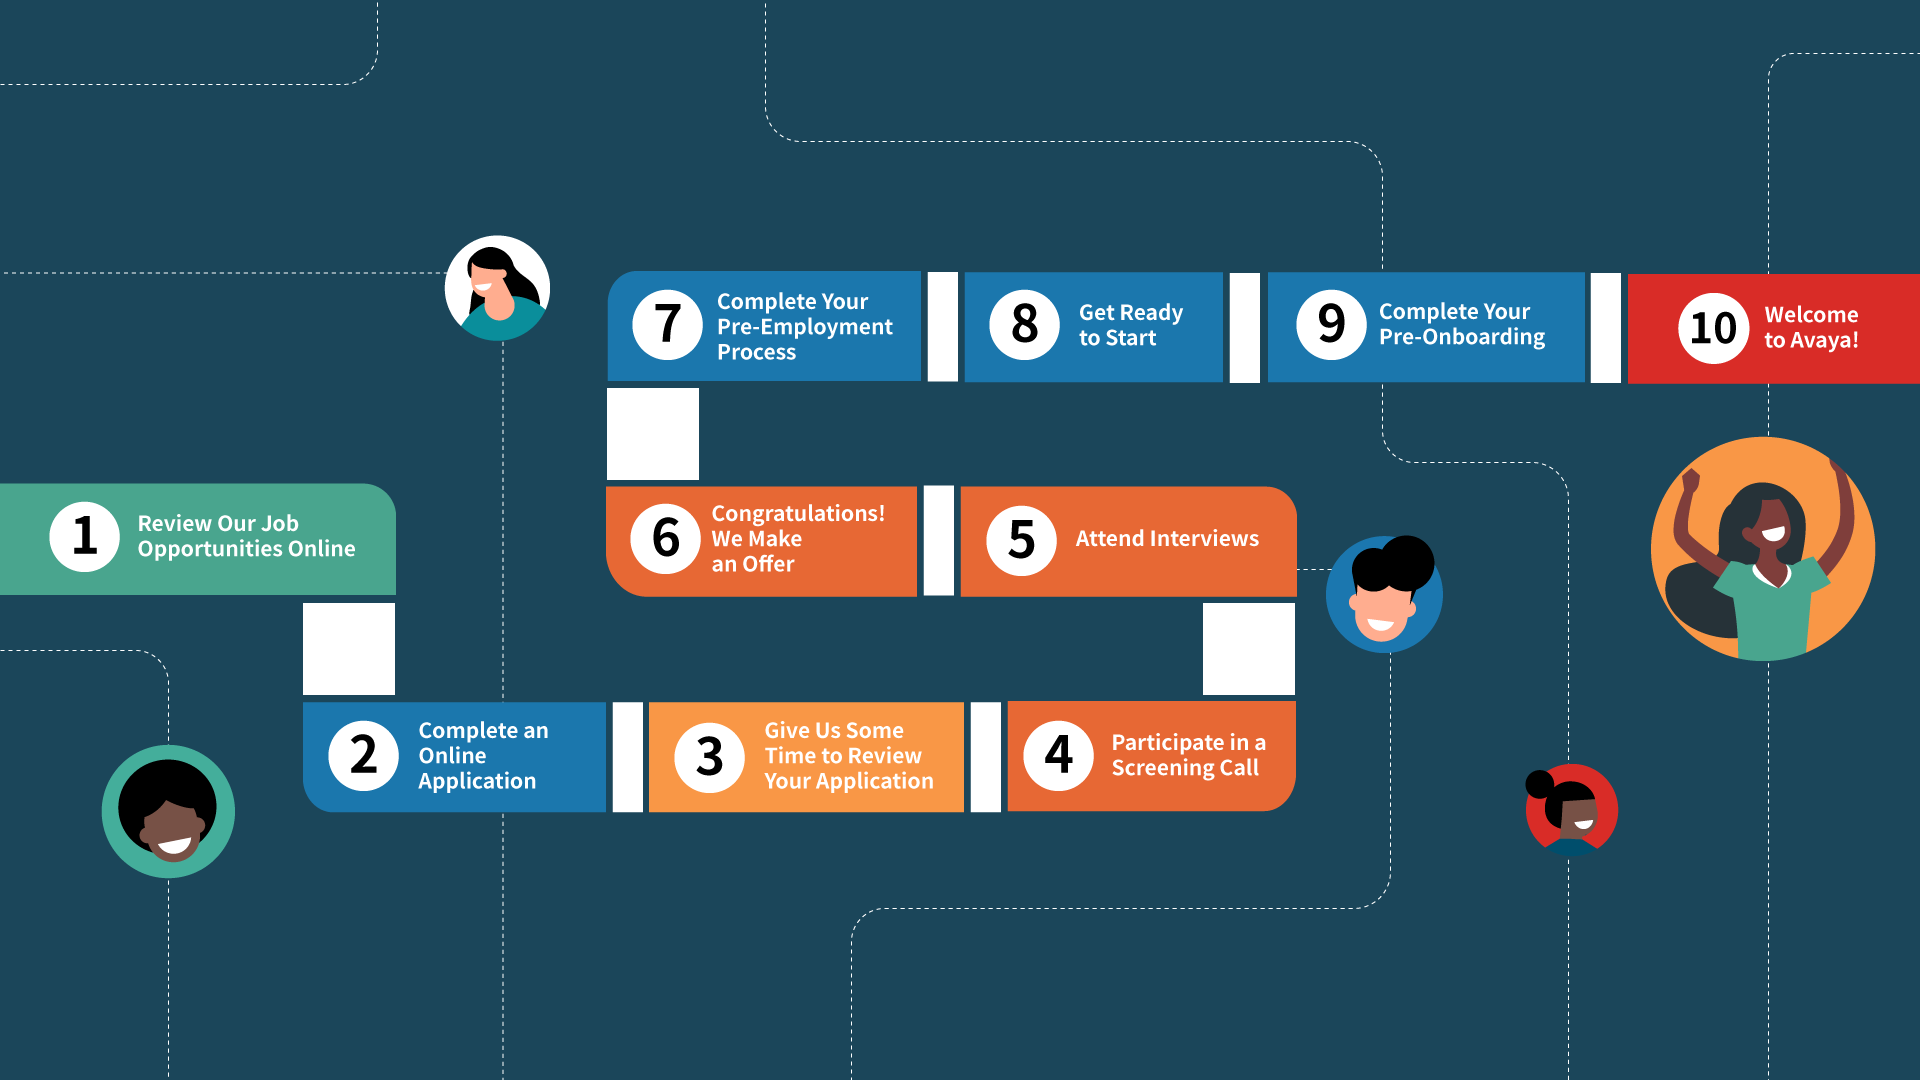 1
Review Our Job
Opportunities Online
2
Complete an
Online
Application
3
Give Us Some
Time to Review
Your Application
4
Participate in a
Screening Call
5
Attend Interviews
6
Congratulations!
We Make
an Offer
7
Complete Your
Pre-Employment
Process
8
Get Ready
to Start
9
Complete Your
Pre-Onboarding
10
Welcome
to Avaya!